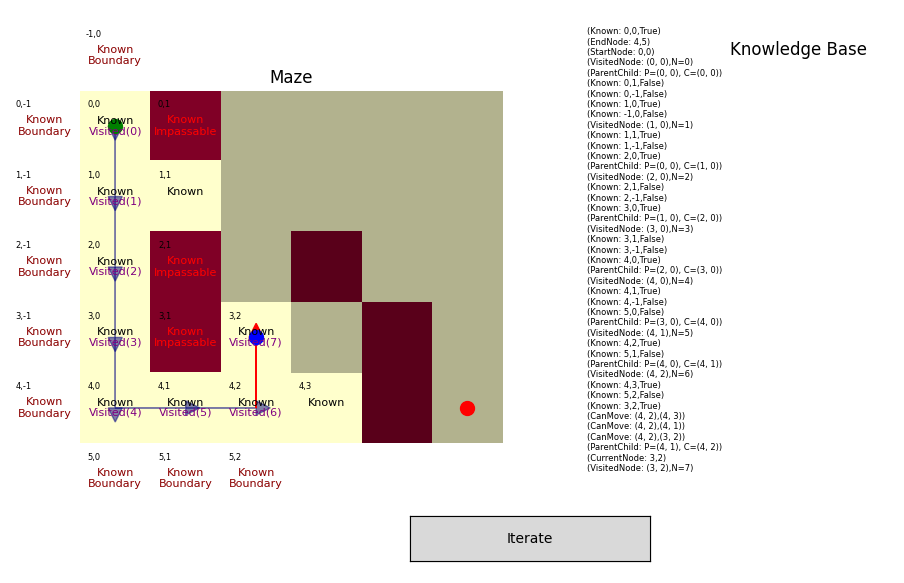 -1,0
Known
Boundary
Maze
0,-1
Known
Boundary
0,0
Known
Visited(0)
0,1
Known
Impassable
1,-1
Known
Boundary
1,0
Known
Visited(1)
1,1
Known
2,-1
Known
Boundary
2,0
Known
Visited(2)
2,1
Known
Impassable
3,-1
Known
Boundary
3,0
Known
Visited(3)
3,1
Known
Impassable
3,2
Known
Visited(7)
4,-1
Known
Boundary
4,0
Known
Visited(4)
4,1
Known
Visited(5)
4,2
Known
Visited(6)
4,3
Known
5,0
Known
Boundary
5,1
Known
Boundary
5,2
Known
Boundary
Knowledge Base
(Known: 0,0,True)
(EndNode: 4,5)
(StartNode: 0,0)
(VisitedNode: (0, 0),N=0)
(ParentChild: P=(0, 0), C=(0, 0))
(Known: 0,1,False)
(Known: 0,-1,False)
(Known: 1,0,True)
(Known: -1,0,False)
(VisitedNode: (1, 0),N=1)
(Known: 1,1,True)
(Known: 1,-1,False)
(Known: 2,0,True)
(ParentChild: P=(0, 0), C=(1, 0))
(VisitedNode: (2, 0),N=2)
(Known: 2,1,False)
(Known: 2,-1,False)
(Known: 3,0,True)
(ParentChild: P=(1, 0), C=(2, 0))
(VisitedNode: (3, 0),N=3)
(Known: 3,1,False)
(Known: 3,-1,False)
(Known: 4,0,True)
(ParentChild: P=(2, 0), C=(3, 0))
(VisitedNode: (4, 0),N=4)
(Known: 4,1,True)
(Known: 4,-1,False)
(Known: 5,0,False)
(ParentChild: P=(3, 0), C=(4, 0))
(VisitedNode: (4, 1),N=5)
(Known: 4,2,True)
(Known: 5,1,False)
(ParentChild: P=(4, 0), C=(4, 1))
(VisitedNode: (4, 2),N=6)
(Known: 4,3,True)
(Known: 5,2,False)
(Known: 3,2,True)
(CanMove: (4, 2),(4, 3))
(CanMove: (4, 2),(4, 1))
(CanMove: (4, 2),(3, 2))
(ParentChild: P=(4, 1), C=(4, 2))
(CurrentNode: 3,2)
(VisitedNode: (3, 2),N=7)
Iterate